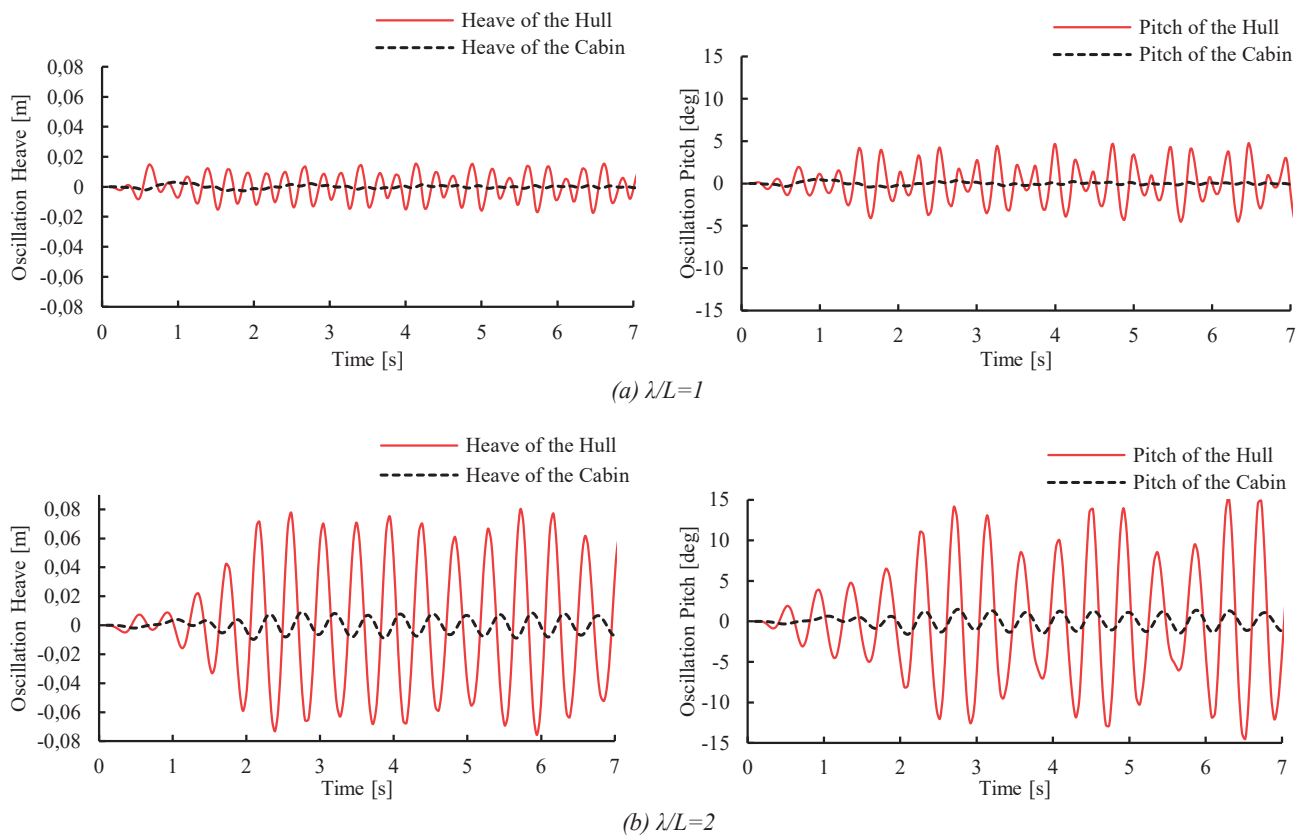 Heave of the Hull
Heave of the Cabin
Oscillation Heave [m]
0,08
0,06
0,04
0,02
0
-0,02
-0,04
-0,06
-0,08
0 1 2 3 4 5 6 7
Time [s]
Pitch of the Hull
Pitch of the Cabin
Oscillation Pitch [deg]
15
10
5
0
-5
-10
-15
0 1 2 3 4 5 6 7
Time [s]
(a) λ/L=1
Heave of the Hull
Heave of the Cabin
Oscillation Heave [m]
0,08
0,06
0,04
0,02
0
-0,02
-0,04
-0,06
-0,08
0 1 2 3 4 5 6 7
Time [s]
Pitch of the Hull
Pitch of the Cabin
Oscillation Pitch [deg]
15
10
5
0
-5
-10
-15
0 1 2 3 4 5 6 7
Time [s]
(b) λ/L=2